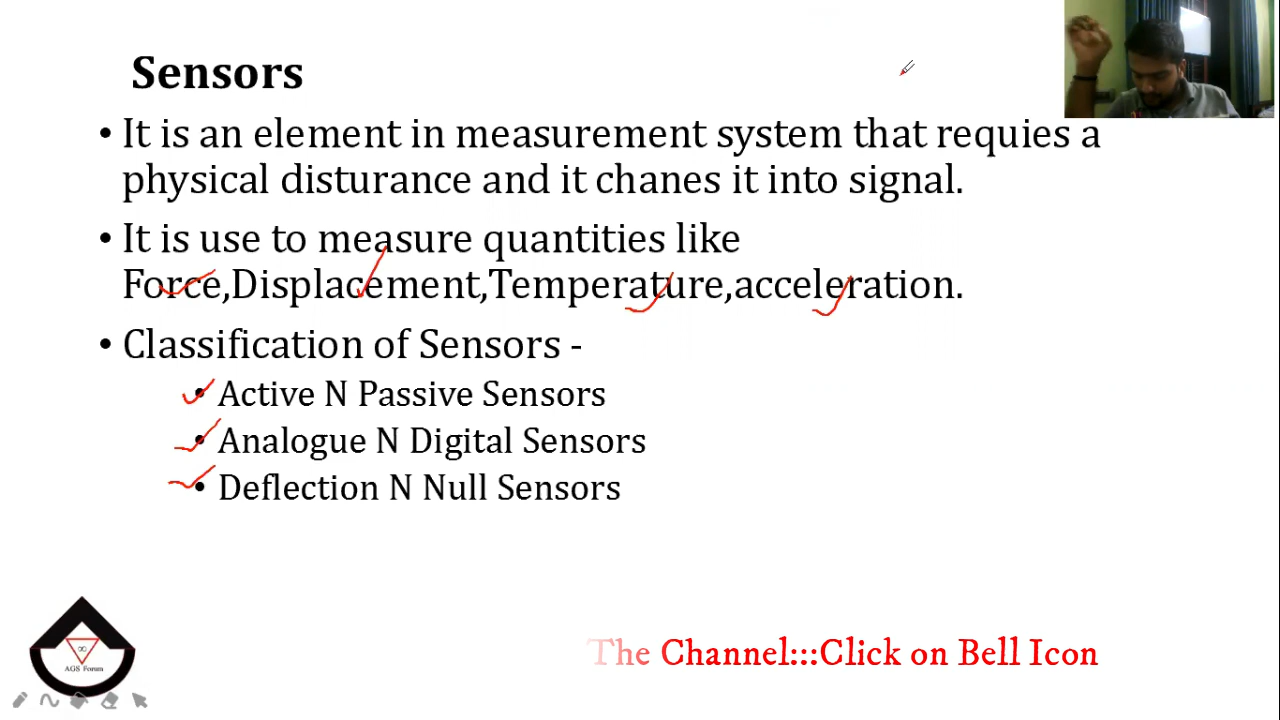 Sensors
• It is an element in measurement system that requies a
physical disturance and it chanes it into signal.
• It is use to measure quantities like
Force,Displacement,Temperature,acceleration.
• Classification of Sensors -
• Active N Passive Sensors
• Analogue N Digital Sensors
• Deflection N Null Sensors
∞
AGS Forum
The Channel:::Click on Bell Icon